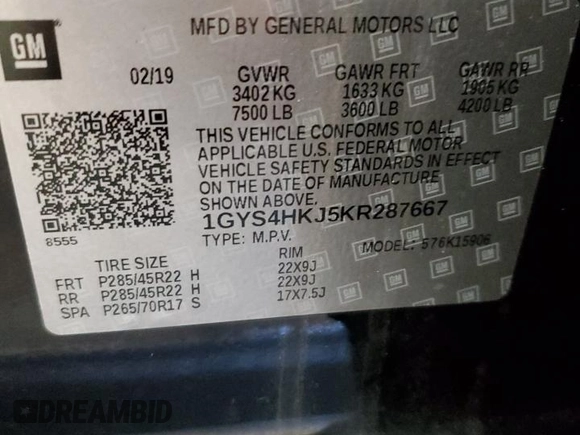 GM
MFD BY GENERAL MOTORS LLC
02/19 GVWR GAWR FRT GAWR RR
3402 KG 1633 KG 1905 KG
7500 LB 3600 LB 4200 LB
THIS VEHICLE CONFORMS TO ALL
APPLICABLE U.S. FEDERAL MOTOR
VEHICLE SAFETY STANDARDS IN EFFECT
ON THE DATE OF MANUFACTURE
SHOWN ABOVE.
8555 1GYS4HKJ5KR287667
TYPE: M.P.V. MODEL: 576K15906
TIRE SIZE RIM
FRT P285/45R22 H 22X9J
RR P285/45R22 H 22X9J
SPA P265/70R17 S 17X7.5J
DREAMBID